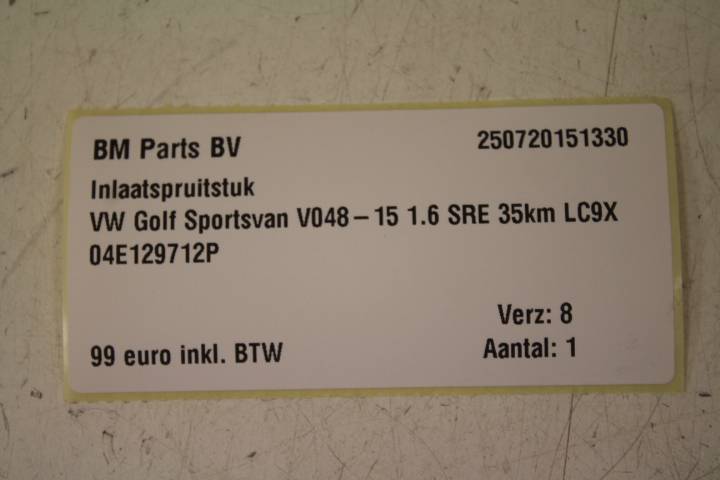 BM Parts BV 250720151330
Inlaatspruitstuk
VW Golf Sportsvan V048-15 1.6 SRE 35km LC9X
04E129712P
Verz: 8
99 euro inkl. BTW Aantal: 1